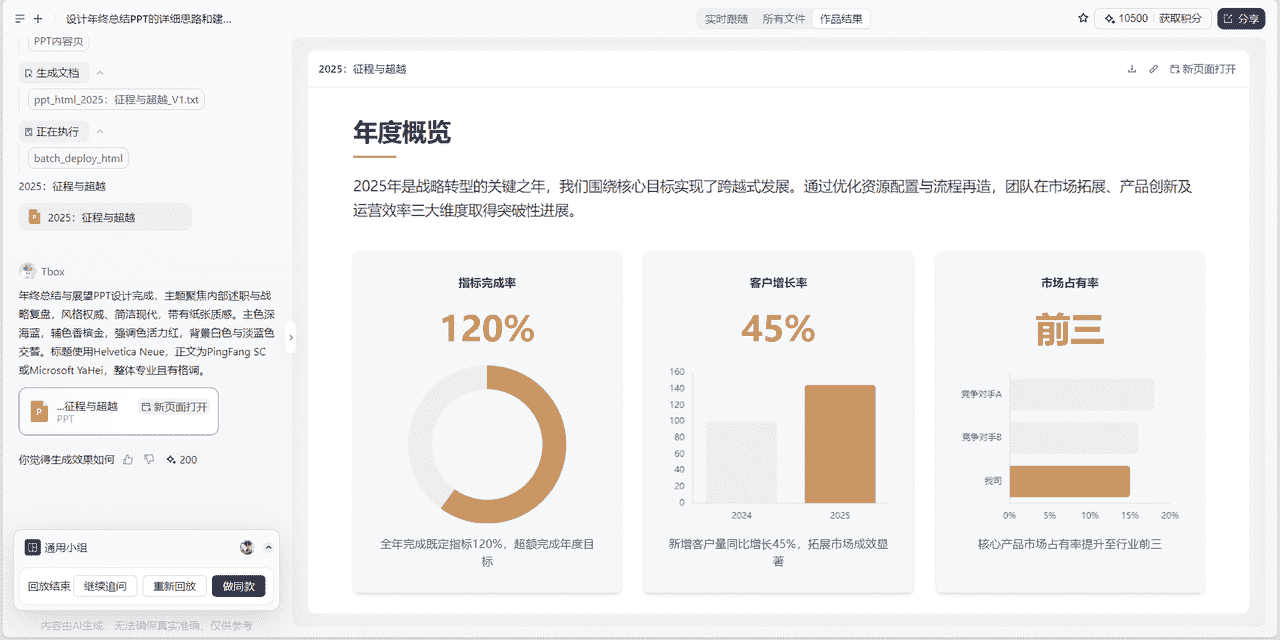 设计年终总结PPT的详细思路和建...
实时跟随 所有文件 作品结果
10500 获取积分 分享
PPT内容页
生成文档
ppt_html_2025：征程与超越_V1.txt
正在执行
batch_deploy_html
2025：征程与超越
2025：征程与超越
Tbox
年终总结与展望PPT设计完成，主题聚焦内部述职与战
略复盘，风格权威、简洁现代，带有纸张质感。主色深
海蓝，辅色香槟金，强调色活力红，背景白色与淡蓝色
交替。标题使用Helvetica Neue，正文为PingFang SC
或Microsoft YaHei，整体专业且有格调。
...征程与超越
PPT
新页面打开
你觉得生成效果如何 200
通用小组
回放结束 继续追问 重新回放 做同款
内容由AI生成，无法确保真实准确，仅供参考
2025：征程与超越
新页面打开
年度概览
2025年是战略转型的关键之年，我们围绕核心目标实现了跨越式发展。通过优化资源配置与流程再造，团队在市场拓展、产品创新及
运营效率三大维度取得突破性进展。
指标完成率
120%
全年完成既定指标120%，超额完成年度目
标
客户增长率
45%
160
140
120
100
80
60
40
20
0
2024 2025
新增客户量同比增长45%，拓展市场成效显
著
市场占有率
前三
竞争对手A
竞争对手B
我司
0% 5% 10% 15% 20%
核心产品市场占有率提升至行业前三